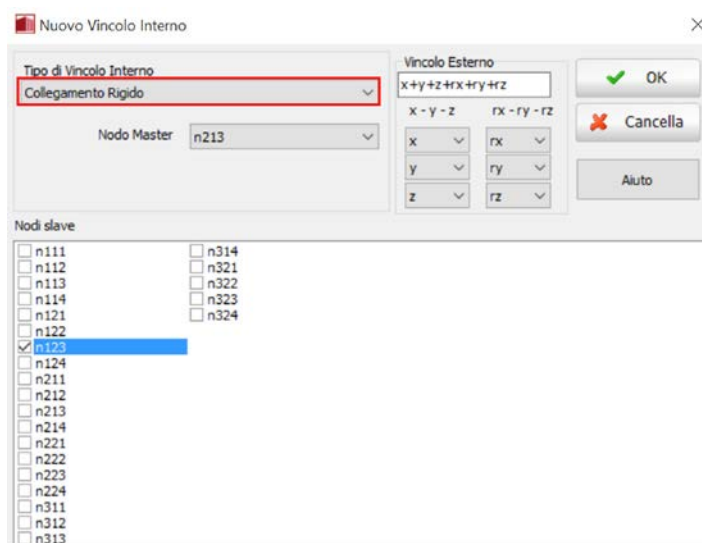 Nuovo Vincolo Interno
Tipo di Vincolo Interno
Collegamento Rigido
Nodo Master n213
Vincolo Esterno
x+y+z+rx+ry+rz
x - y - z rx - ry - rz
x rx
y ry
z rz
OK
Cancella
Aiuto
Nodi slave
n111
n112
n113
n114
n121
n122
n123
n124
n211
n212
n213
n214
n221
n222
n223
n224
n311
n312
n313
n314
n321
n322
n323
n324